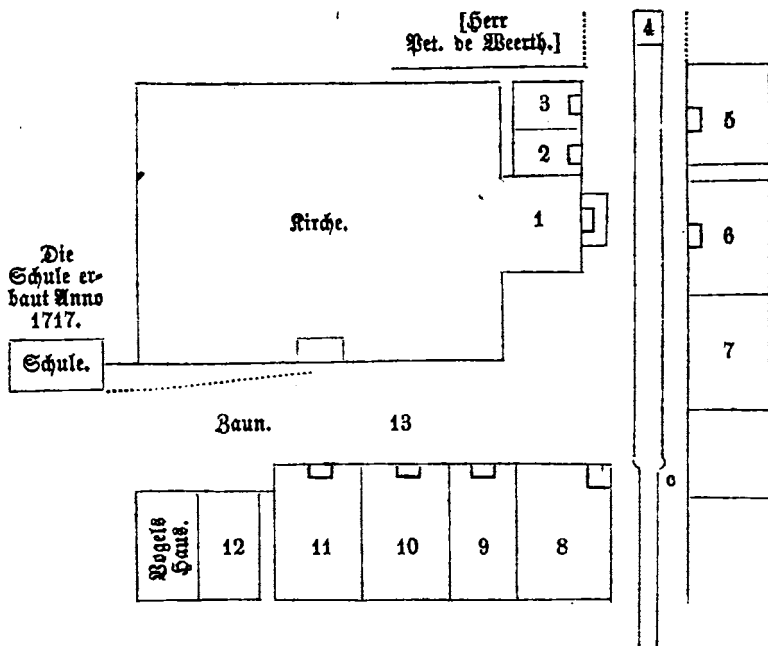 [Herr
Pet. de Weerth.]
4
3
5
2
Kirche.
1
6
Die
Schule er-
baut Anno
1717.
7
Schule.
Zaun.
13
c
Vogels
Haus.
12
11
10
9
8